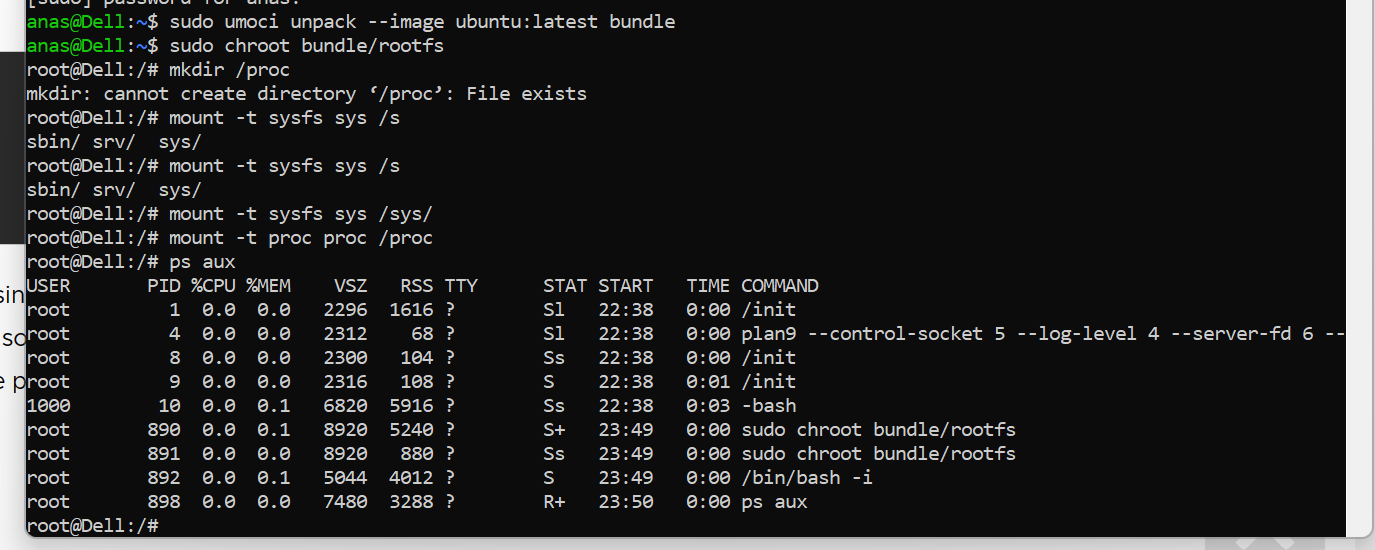 [sudo] password for anas:
anas@Dell:~$ sudo umoci unpack --image ubuntu:latest bundle
anas@Dell:~$ sudo chroot bundle/rootfs
root@Dell:/# mkdir /proc
mkdir: cannot create directory ‘/proc’: File exists
root@Dell:/# mount -t sysfs sys /s
sbin/ srv/  sys/
root@Dell:/# mount -t sysfs sys /s
sbin/ srv/  sys/
root@Dell:/# mount -t sysfs sys /sys/
root@Dell:/# mount -t proc proc /proc
root@Dell:/# ps aux
USER       PID %CPU %MEM    VSZ   RSS TTY      STAT START   TIME COMMAND
root         1  0.0  0.0   2296  1616 ?        Sl   22:38   0:00 /init
root         4  0.0  0.0   2312    68 ?        Sl   22:38   0:00 plan9 --control-socket 5 --log-level 4 --server-fd 6 --
root         8  0.0  0.0   2300   104 ?        Ss   22:38   0:00 /init
root         9  0.0  0.0   2316   108 ?        S    22:38   0:01 /init
1000        10  0.0  0.1   6820  5916 ?        Ss   22:38   0:03 -bash
root       890  0.0  0.1   8920  5240 ?        S+   23:49   0:00 sudo chroot bundle/rootfs
root       891  0.0  0.0   8920   880 ?        Ss   23:49   0:00 sudo chroot bundle/rootfs
root       892  0.0  0.1   5044  4012 ?        S    23:49   0:00 /bin/bash -i
root       898  0.0  0.0   7480  3288 ?        R+   23:50   0:00 ps aux
root@Dell:/#